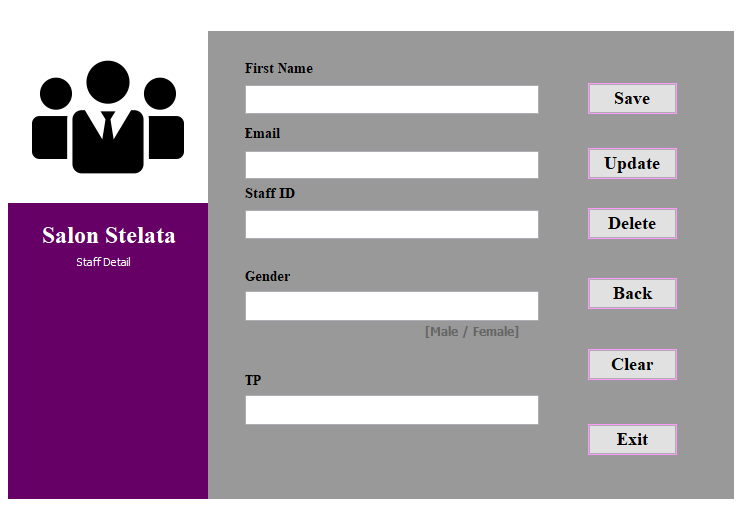 Salon Stelata
Staff Detail
First Name
Email
Staff ID
Gender
[Male / Female]
TP
Save
Update
Delete
Back
Clear
Exit